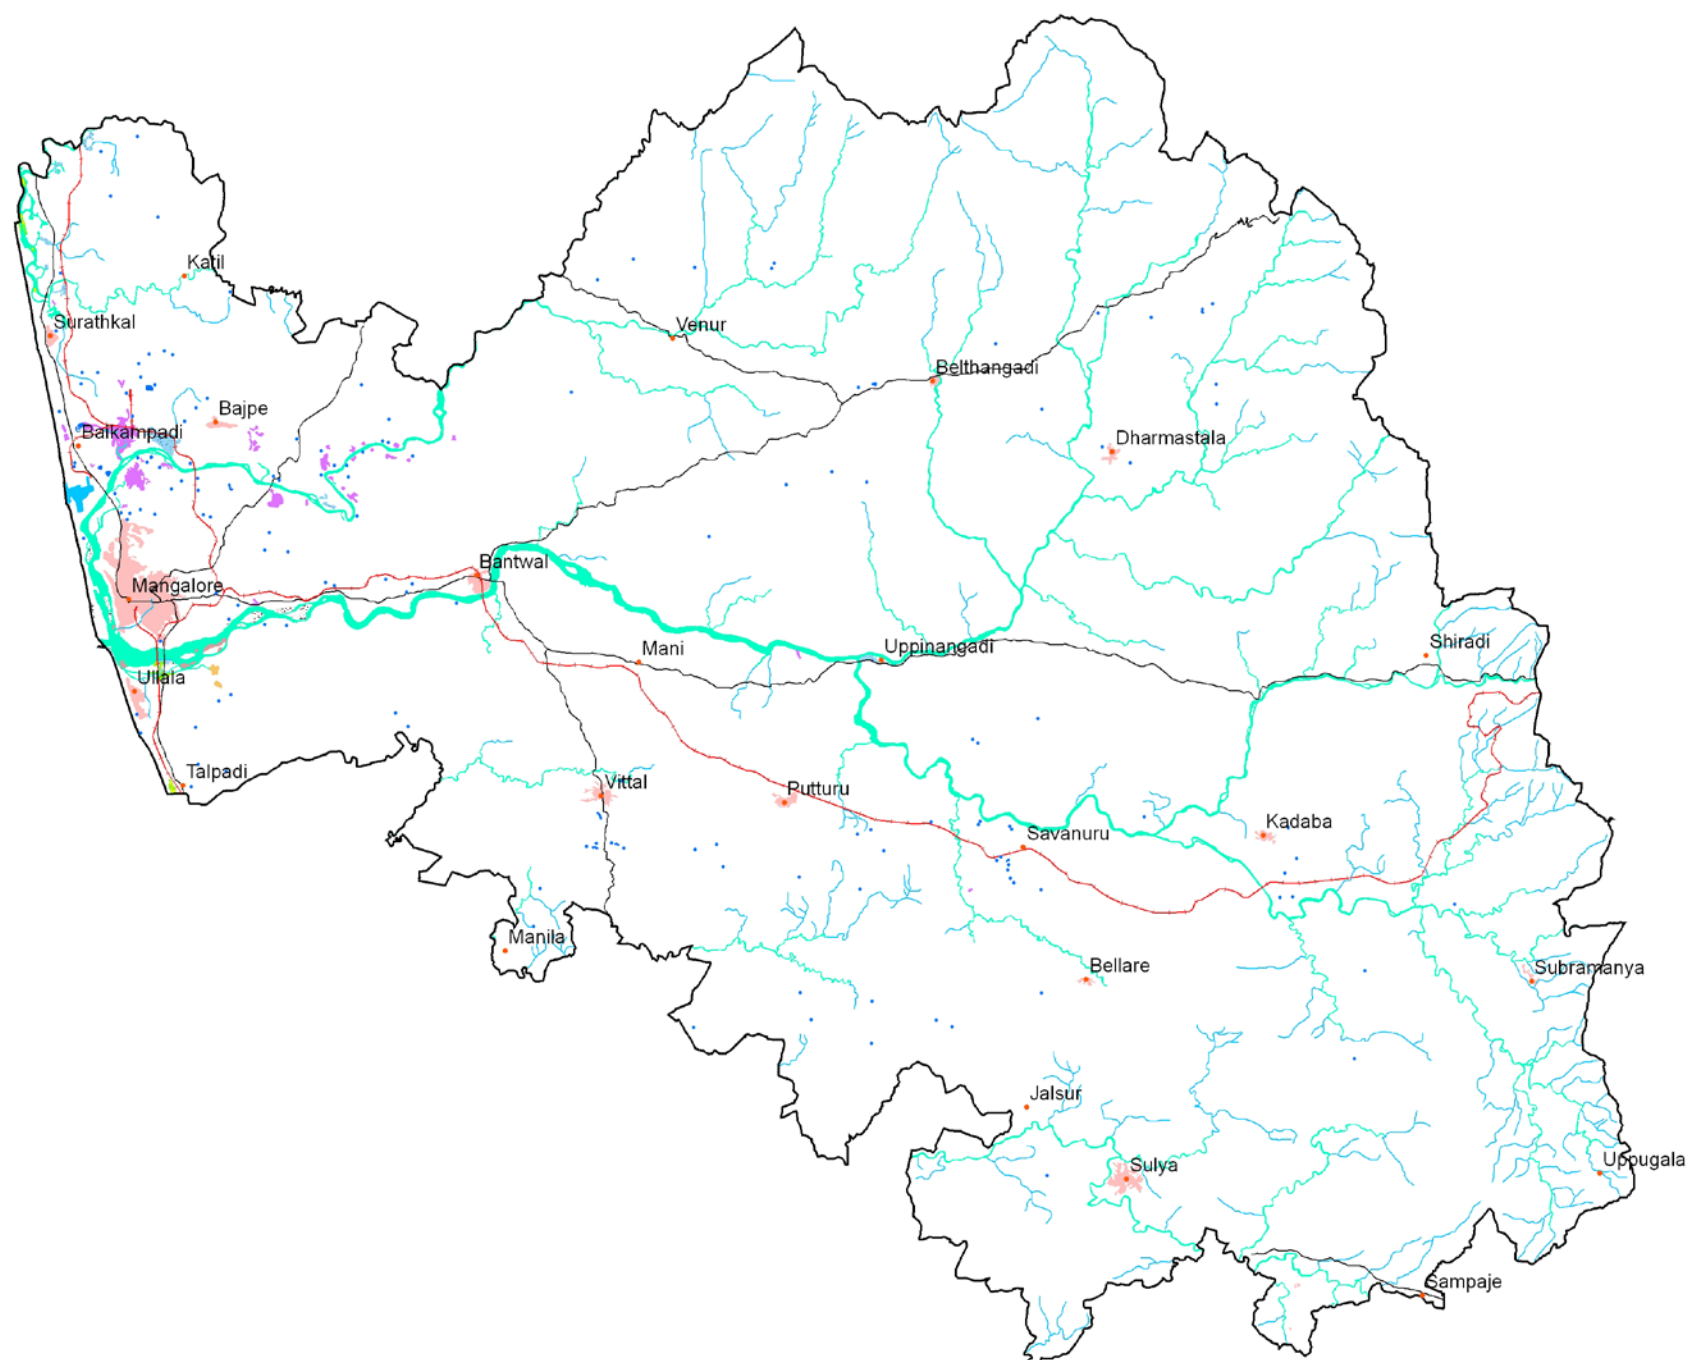 Katil
Surathkal
Venur
Belthangadi
Bajpe
Baikampadi
Dharmastala
Bantwal
Mangalore
Mani
Uppinangadi
Shiradi
Ullala
Talpadi
Vittal
Putturu
Savanuru
Kadaba
Manila
Bellare
Subramanya
Jalsur
Sulya
Uppugala
Sampaje